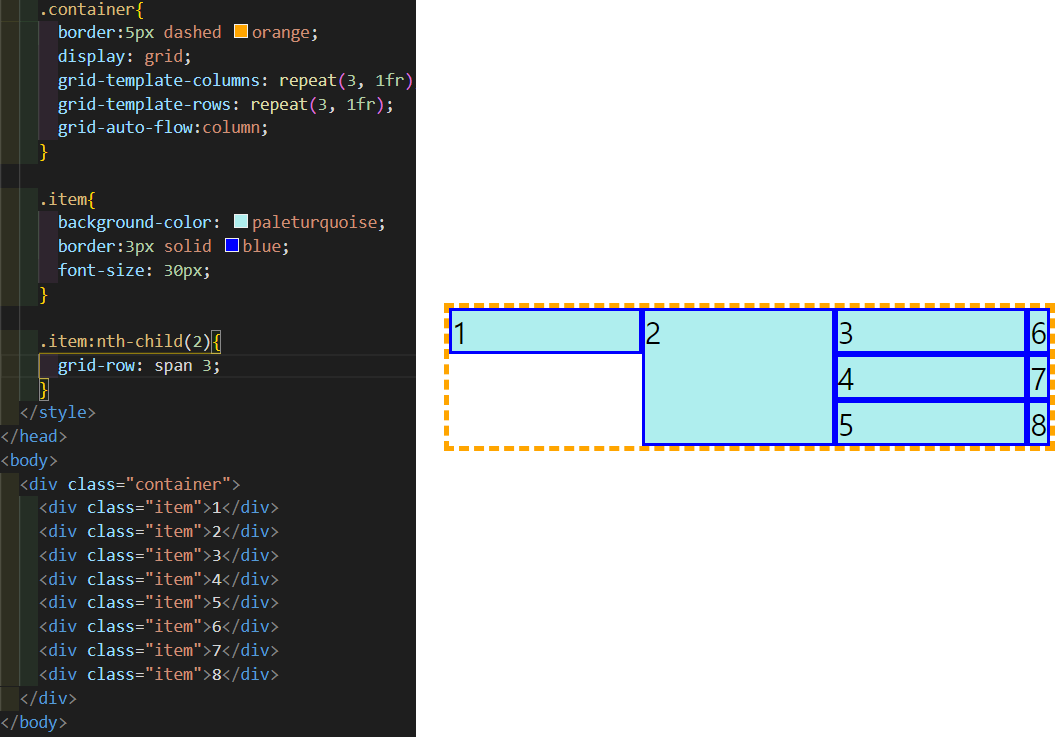 .container{
border:5px dashed orange;
display: grid;
grid-template-columns: repeat(3, 1fr)
grid-template-rows: repeat(3, 1fr);
grid-auto-flow:column;
}
.item{
background-color: paleturquoise;
border:3px solid blue;
font-size: 30px;
}
.item:nth-child(2){
grid-row: span 3;
}
</style>
</head>
<body>
<div class="container">
<div class="item">1</div>
<div class="item">2</div>
<div class="item">3</div>
<div class="item">4</div>
<div class="item">5</div>
<div class="item">6</div>
<div class="item">7</div>
<div class="item">8</div>
</div>
</body>
1 2 3 6
4 7
5 8